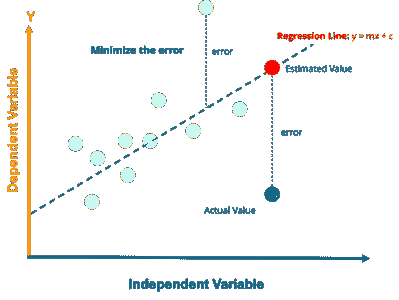 Y
Regression Line: y = mx + c
Minimize the error
error
Estimated Value
Dependent Variable
error
Actual Value
Independent Variable